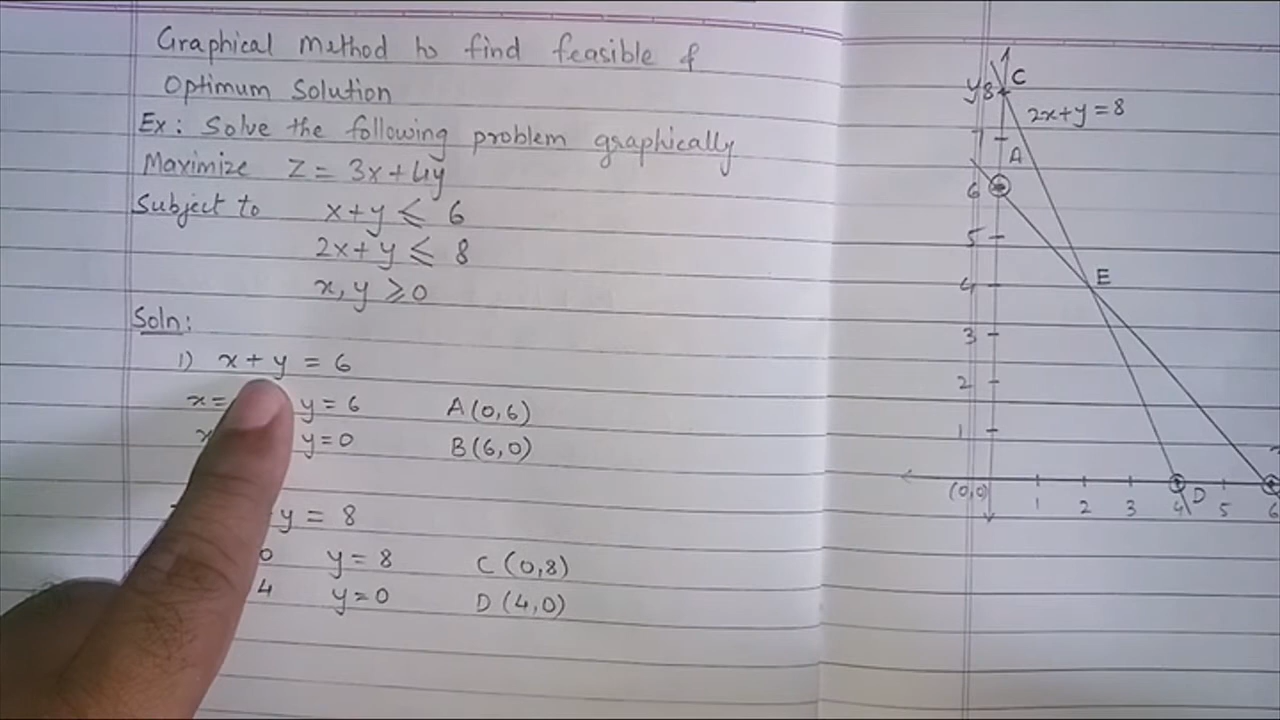 Graphical Method to find feasible &
Optimum Solution
Ex: Solve the following problem graphically
Maximize Z = 3x+4y
Subject to x+y ⩽ 6
2x+y ⩽ 8
x, y ⩾ 0
Soln:
1) x+y = 6
x= y = 6 A(0,6)
x y=0 B(6,0)
y = 8
0 y = 8 C(0,8)
4 y=0 D(4,0)
y C
8 2x+y = 8
7
A
6
5
E
4
3
2
1
(0,0) 1 2 3 4 D 5 6